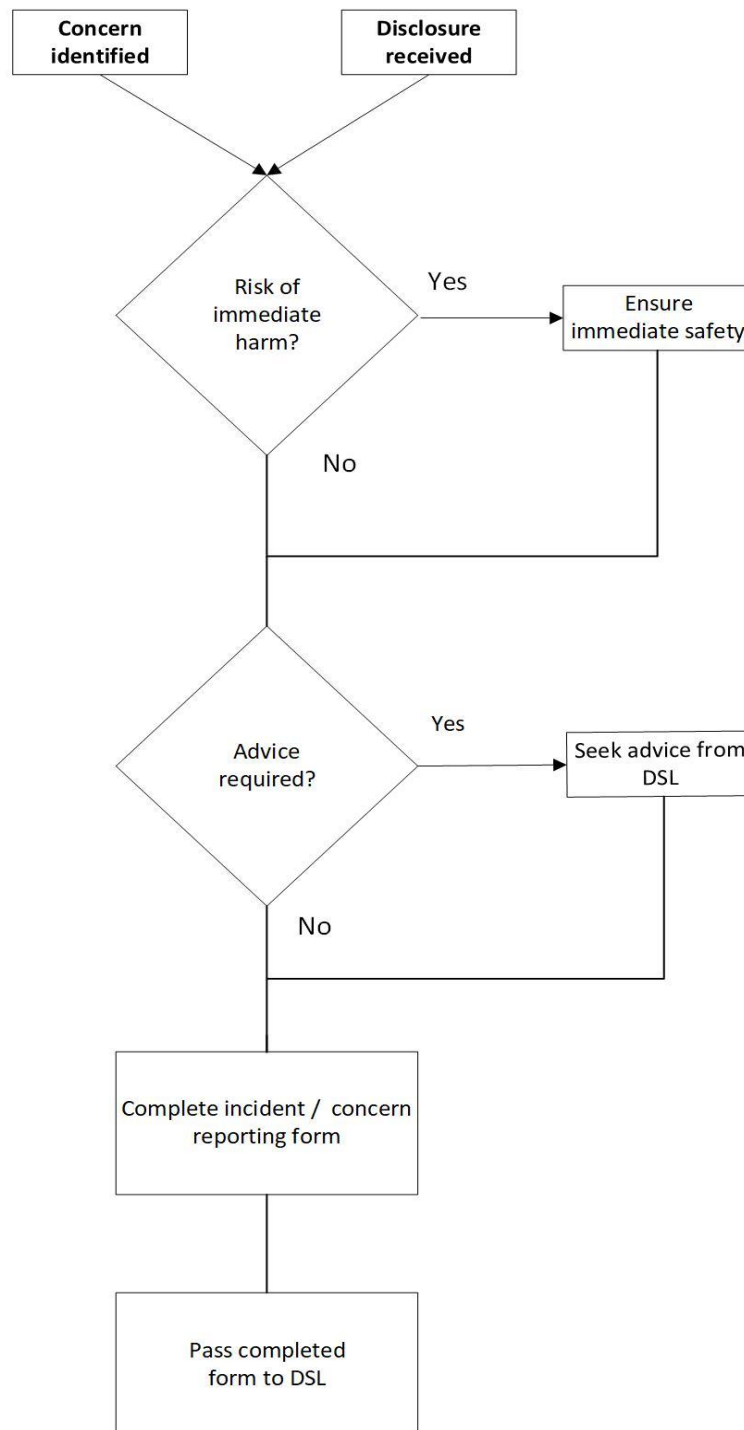 Concern
identified
Disclosure
received
Risk of
immediate
harm?
Yes
Ensure
immediate safety
No
Advice
required?
Yes
Seek advice from
DSL
No
Complete incident / concern
reporting form
Pass completed
form to DSL